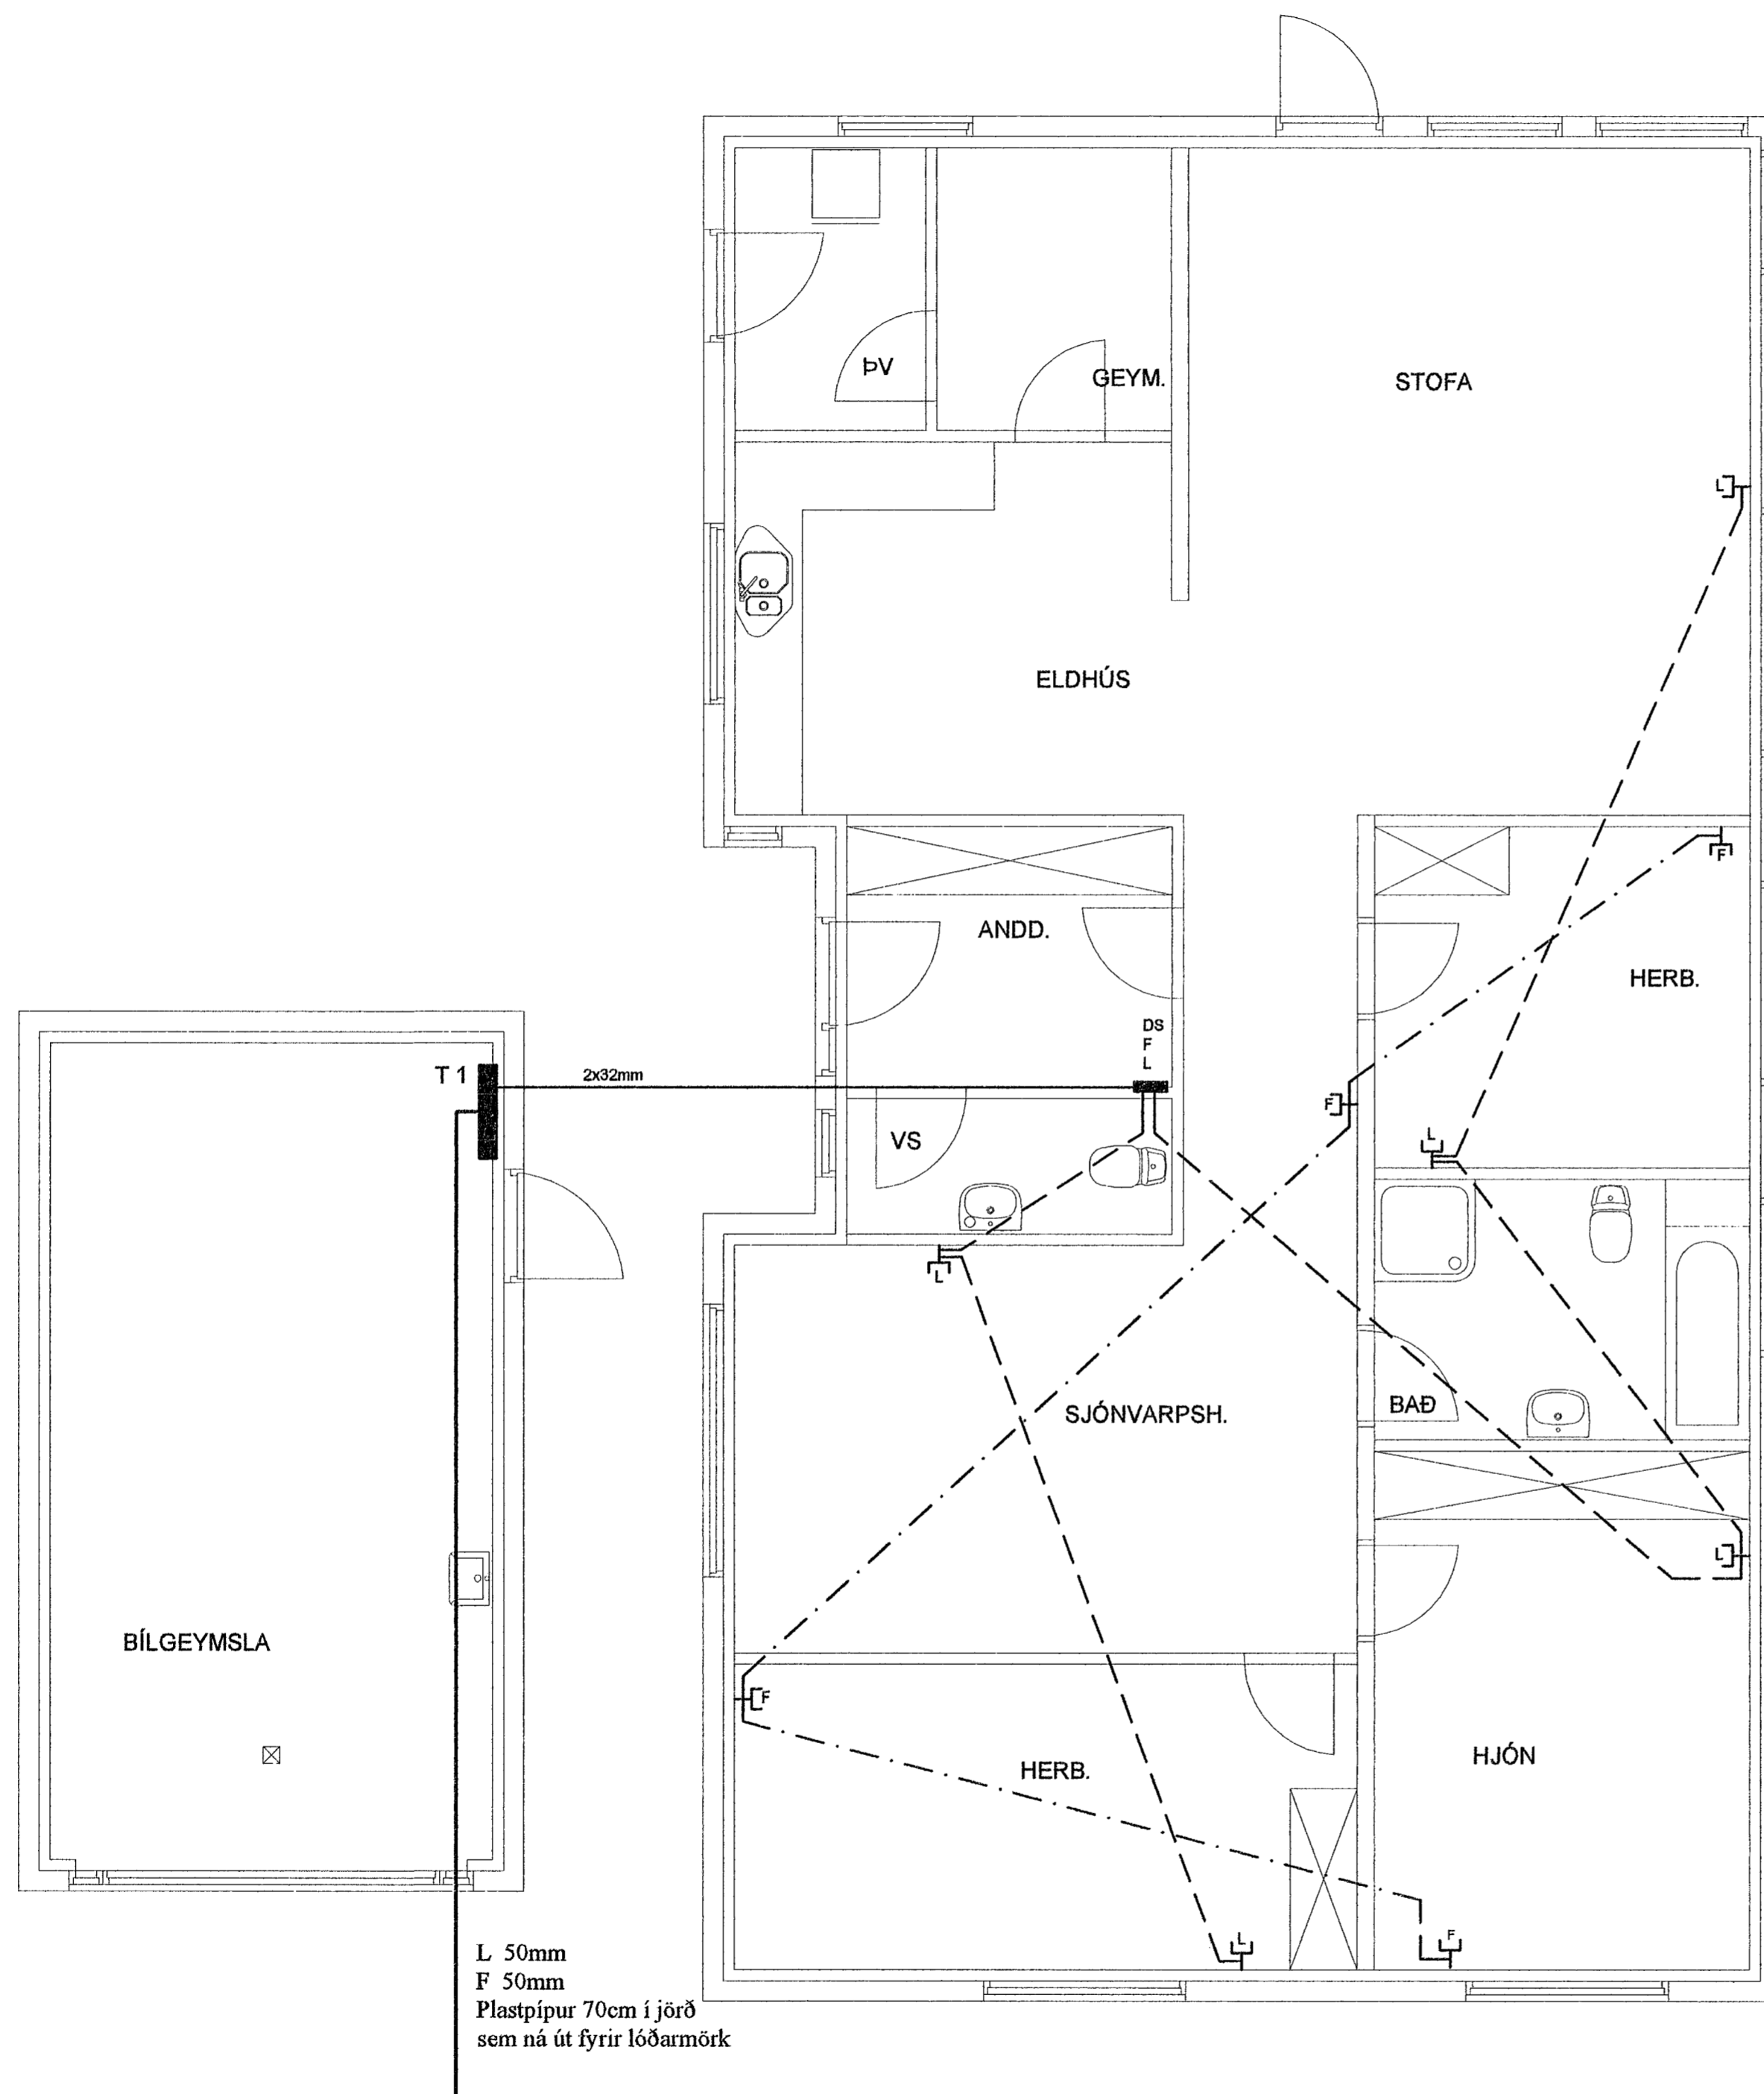 ÞV
GEYM.
STOFA
L
ELDHÚS
F
ANDD.
HERB.
DS
F
L
T 1
2x32mm
F
L
VS
L
SJÓNVARPSH.
BAÐ
L
BÍLGEYMSLA
F
HERB.
HJÓN
L
F
L 50mm
F 50mm
Plastpípur 70cm í jörð
sem ná út fyrir lóðarmörk